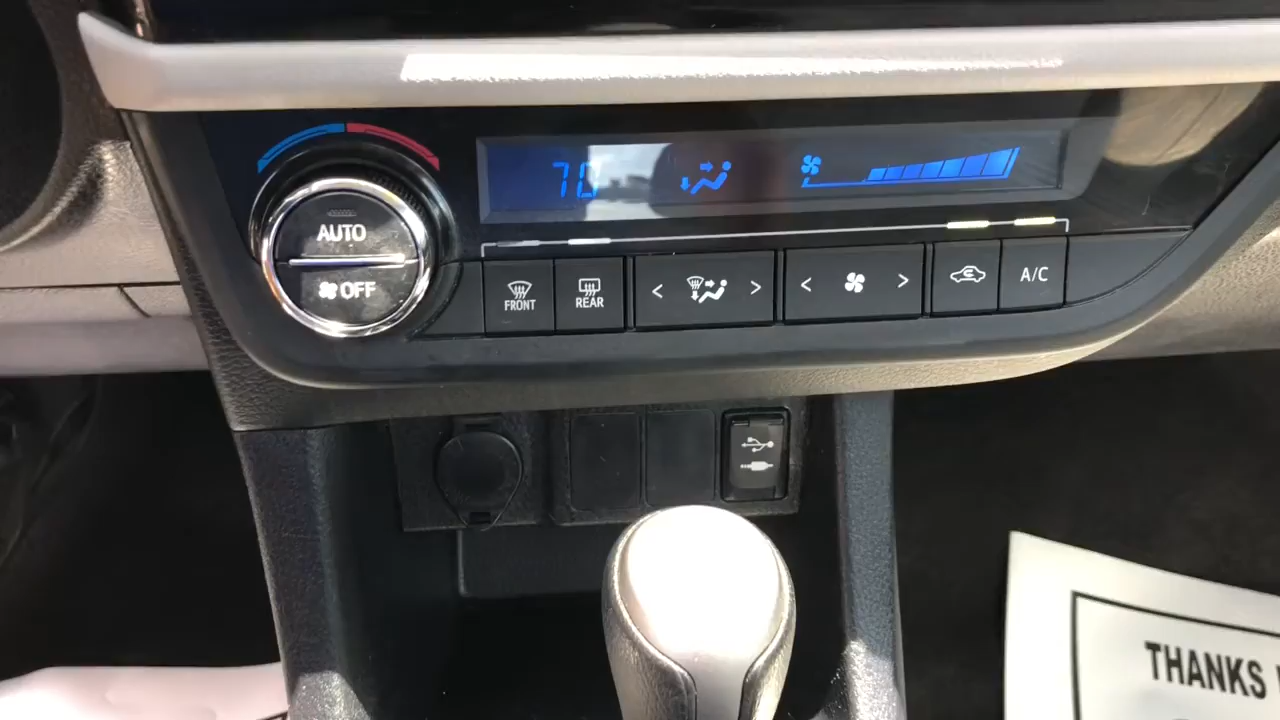 70
AUTO
OFF
FRONT
REAR
< >
< >
A/C
THANKS